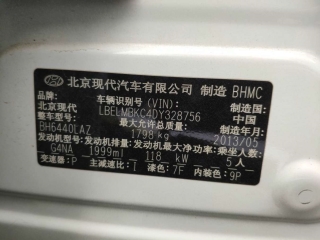 北京现代汽车有限公司 制造 BHMC
品牌: 车辆识别号(VIN): 制造国:
北京现代 LBELMBKC4DY328756 中国
整车型号: 最大允许总质量: 制造年月:
BH6440LAZ 1798 kg 2013/05
发动机型号:发动机排量:发动机最大净功率:乘坐人数:
G4NA 1999ml 118 kW 5人
变速器:P 主减速比:T 漆色:7F 内装色:9P